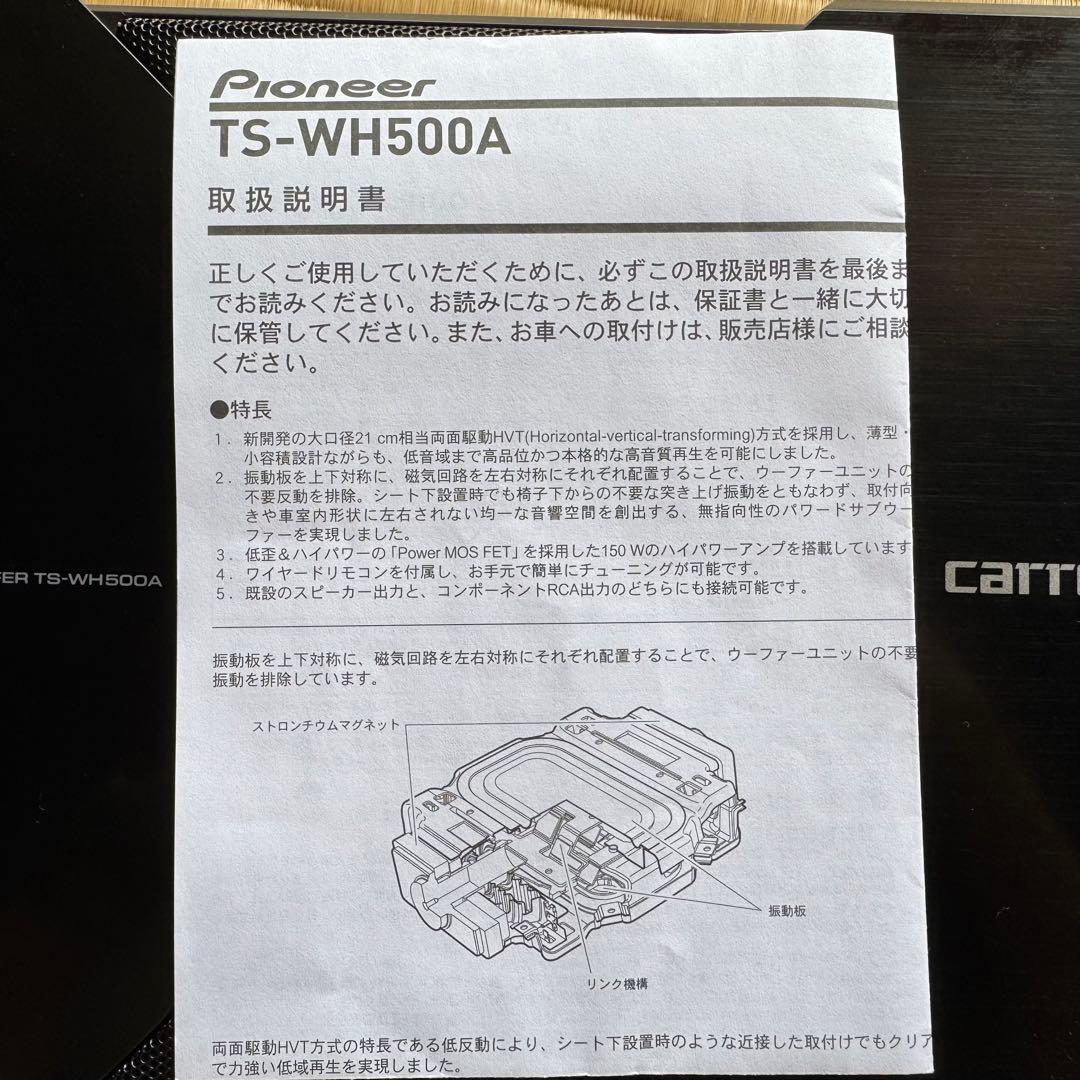 Pioneer
TS-WH500A
取扱説明書
正しくご使用していただくために、必ずこの取扱説明書を最後ま
でお読みください。お読みになったあとは、保証書と一緒に大切
に保管してください。また、お車への取付けは、販売店様にご相談
ください。
●特長
1. 新開発の大口径21 cm相当両面駆動HVT(Horizontal-vertical-transforming)方式を採用し、薄型・
小容積設計ながらも、低音域まで高品位かつ本格的な高音質再生を可能にしました。
2. 振動板を上下対称に、磁気回路を左右対称にそれぞれ配置することで、ウーファーユニットの
不要反動を排除。シート下設置時でも椅子下からの不要な突き上げ振動をともなわず、取付向
きや車室内形状に左右されない均一な音響空間を創出する、無指向性のパワードサブウー
ファーを実現しました。
3. 低歪＆ハイパワーの「Power MOS FET」を採用した150 Wのハイパワーアンプを搭載しています
4. ワイヤードリモコンを付属し、お手元で簡単にチューニングが可能です。
5. 既設のスピーカー出力と、コンポーネントRCA出力のどちらにも接続可能です。
FER TS-WH500A
carr
振動板を上下対称に、磁気回路を左右対称にそれぞれ配置することで、ウーファーユニットの不要
振動を排除しています。
ストロンチウムマグネット
振動板
リンク機構
両面駆動HVT方式の特長である低反動により、シート下設置時のような近接した取付けでもクリア
で力強い低域再生を実現しました。